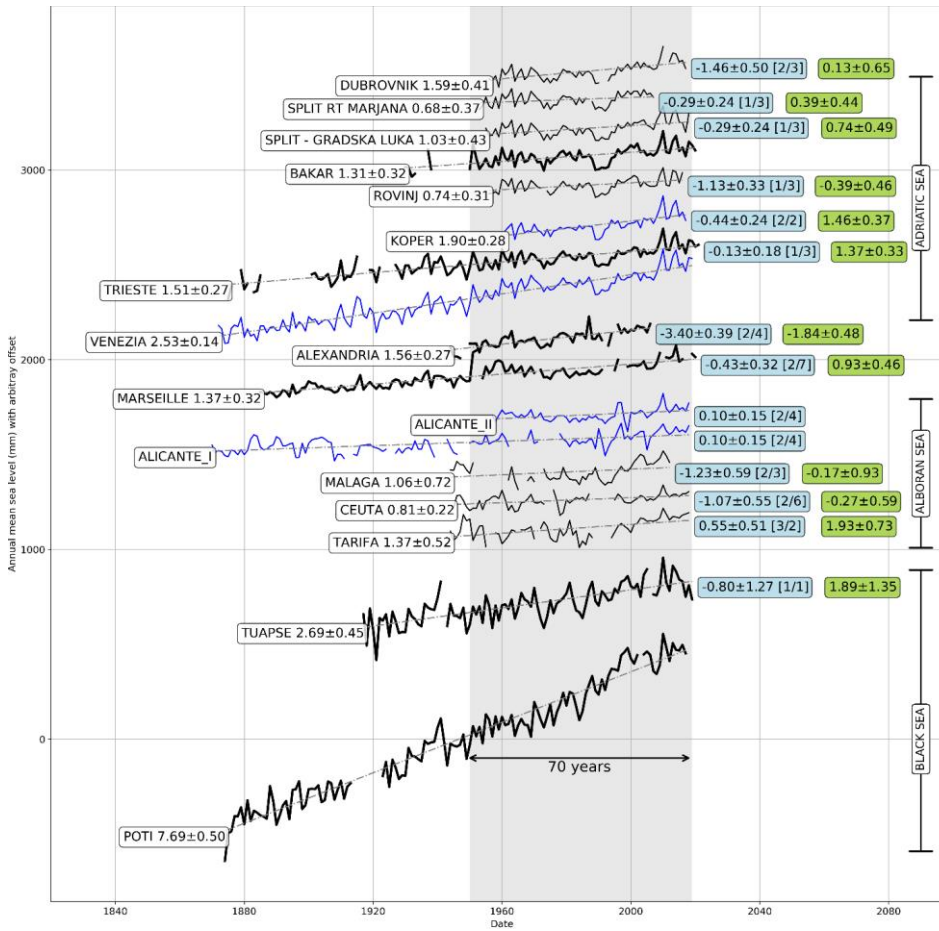 DUBROVNIK 1.59±0.41
-1.46±0.50 [2/3] 0.13±0.65
SPLIT RT MARJANA 0.68±0.37
-0.29±0.24 [1/3] 0.39±0.44
SPLIT - GRADSKA LUKA 1.03±0.43
-0.29±0.24 [1/3] 0.74±0.49
BAKAR 1.31±0.32
ROVINJ 0.74±0.31
-1.13±0.33 [1/3] -0.39±0.46
KOPER 1.90±0.28
-0.44±0.24 [2/2] 1.46±0.37
TRIESTE 1.51±0.27
-0.13±0.18 [1/3] 1.37±0.33
VENEZIA 2.53±0.14
ALEXANDRIA 1.56±0.27
-3.40±0.39 [2/4] -1.84±0.48
MARSEILLE 1.37±0.32
-0.43±0.32 [2/7] 0.93±0.46
ALICANTE_II
0.10±0.15 [2/4]
ALICANTE_I
0.10±0.15 [2/4]
MALAGA 1.06±0.72
-1.23±0.59 [2/3] -0.17±0.93
CEUTA 0.81±0.22
-1.07±0.55 [2/6] -0.27±0.59
TARIFA 1.37±0.52
0.55±0.51 [3/2] 1.93±0.73
TUAPSE 2.69±0.45
-0.80±1.27 [1/1] 1.89±1.35
POTI 7.69±0.50
70 years
ADRIATIC SEA
ALBORAN SEA
BLACK SEA
Annual mean sea level (mm) with arbitray offset
3000
2000
1000
0
1840 1880 1920 1960 2000 2040 2080
Date